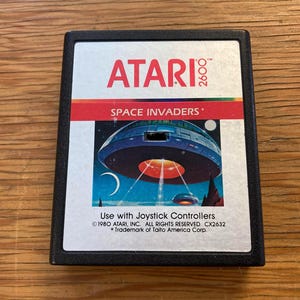 ATARI 2600™
SPACE INVADERS*
Use with Joystick Controllers
© 1980 ATARI, INC. ALL RIGHTS RESERVED CX2632
* Trademark of Taito America Corp.